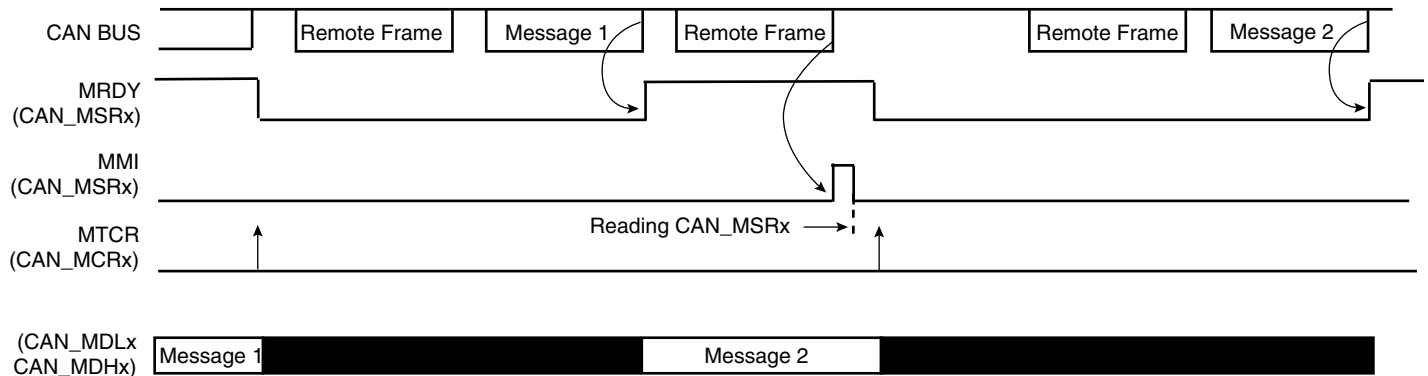 CAN BUS
Remote Frame
Message 1
Remote Frame
Remote Frame
Message 2
MRDY
(CAN_MSRx)
MMI
(CAN_MSRx)
Reading CAN_MSRx
MTCR
(CAN_MCRx)
(CAN_MDLx
CAN_MDHx)
Message 1
Message 2